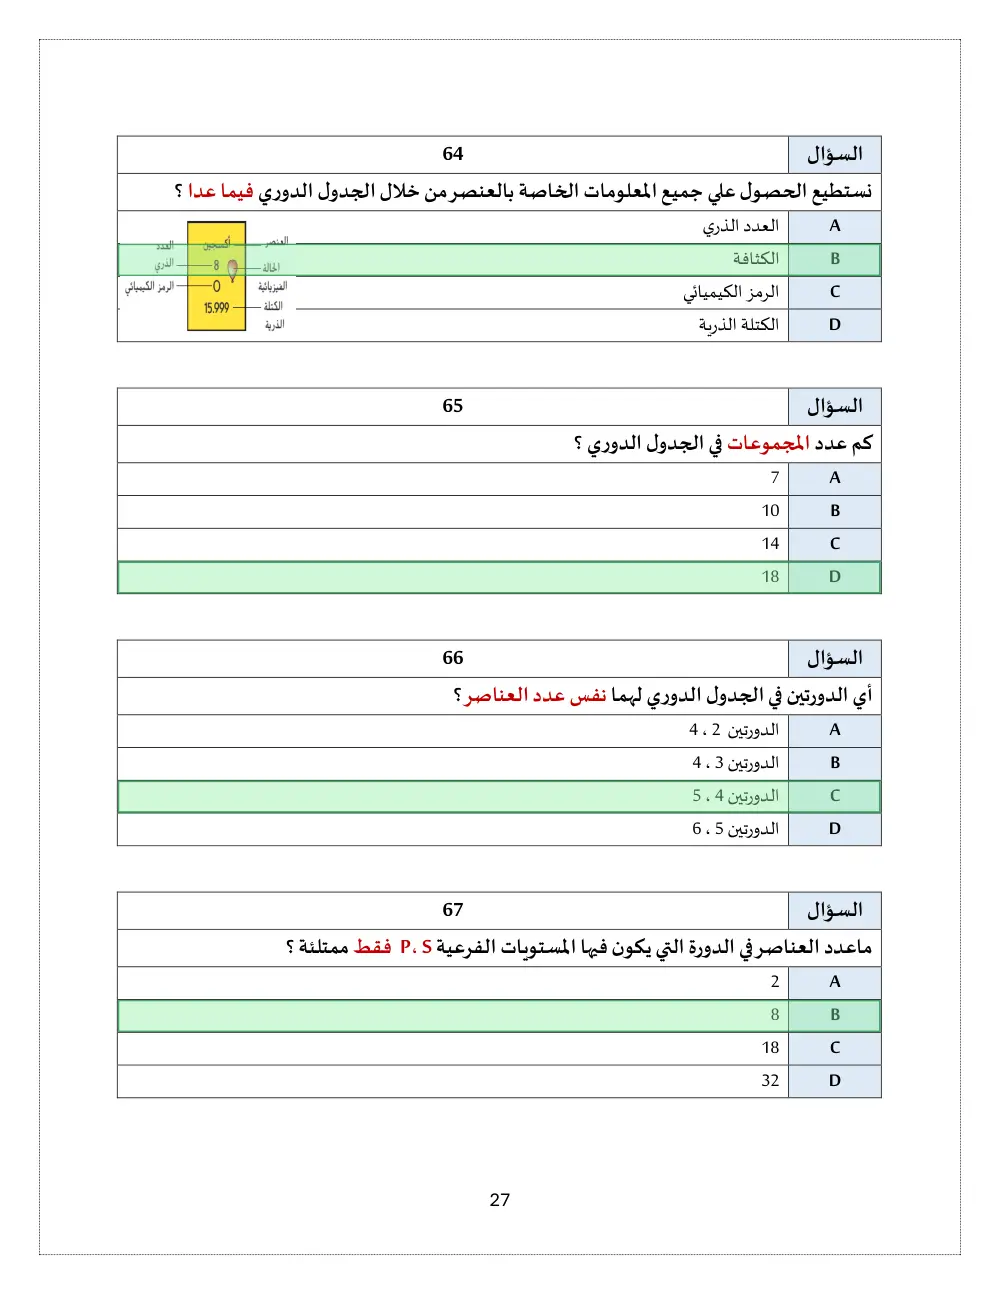 السؤال 64
نستطيع الحصول علي جميع المعلومات الخاصة بالعنصر من خلال الجدول الدوري فيما عدا ؟
A العدد الذري
B الكثافة
C الرمز الكيميائي
D الكتلة الذرية
العنصر
أكسجين
العدد الذري
8
الحالة الفيزيائية
O
الرمز الكيميائي
15.999
الكتلة الذرية
السؤال 65
كم عدد المجموعات في الجدول الدوري ؟
A 7
B 10
C 14
D 18
السؤال 66
أي الدورتين في الجدول الدوري لهما نفس عدد العناصر ؟
A الدورتين 2 ، 4
B الدورتين 3 ، 4
C الدورتين 4 ، 5
D الدورتين 5 ، 6
السؤال 67
ماعدد العناصر في الدورة التي يكون فيها المستويات الفرعية P، S فقط ممتلئة ؟
A 2
B 8
C 18
D 32
27